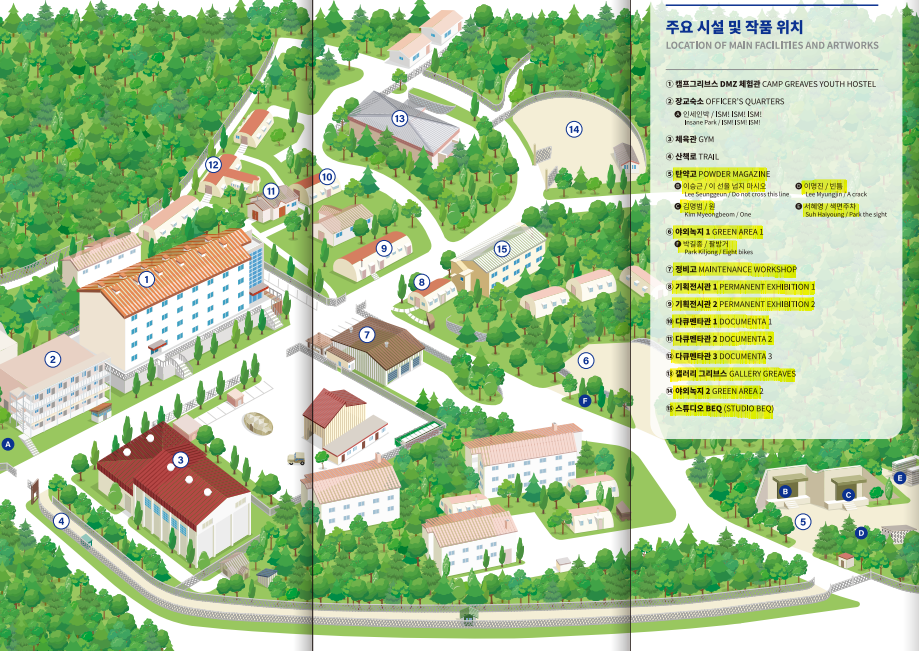 주요 시설 및 작품 위치
LOCATION OF MAIN FACILITIES AND ARTWORKS
① 캠프그리브스 DMZ 체험관 CAMP GREAVES YOUTH HOSTEL
② 장교숙소 OFFICER'S QUARTERS
A 인세인박 / ISM! ISM! ISM!
Insane Park / ISM! ISM! ISM!
③ 체육관 GYM
④ 산책로 TRAIL
⑤ 탄약고 POWDER MAGAZINE
B 이승근 / 이 선을 넘지 마시오
Lee Seunggeun / Do not cross this line
D 이명진 / 빈틈
Lee Myungjin / A crack
C 김명범 / 원
Kim Myeongbeom / One
E 서해영 / 색면주차
Suh Haiyoung / Park the sight
⑥ 야외녹지 1 GREEN AREA 1
F 박길종 / 팔방거
Park Kiljong / Eight bikes
⑦ 정비고 MAINTENANCE WORKSHOP
⑧ 기획전시관 1 PERMANENT EXHIBITION 1
⑨ 기획전시관 2 PERMANENT EXHIBITION 2
⑩ 다큐멘타관 1 DOCUMENTA 1
⑪ 다큐멘타관 2 DOCUMENTA 2
⑫ 다큐멘타관 3 DOCUMENTA 3
⑬ 갤러리 그리브스 GALLERY GREAVES
⑭ 야외녹지 2 GREEN AREA 2
⑮ 스튜디오 BEQ (STUDIO BEQ)
13
14
12
11
10
9
15
8
1
7
2
6
F
A
3
4
B
C
E
5
D